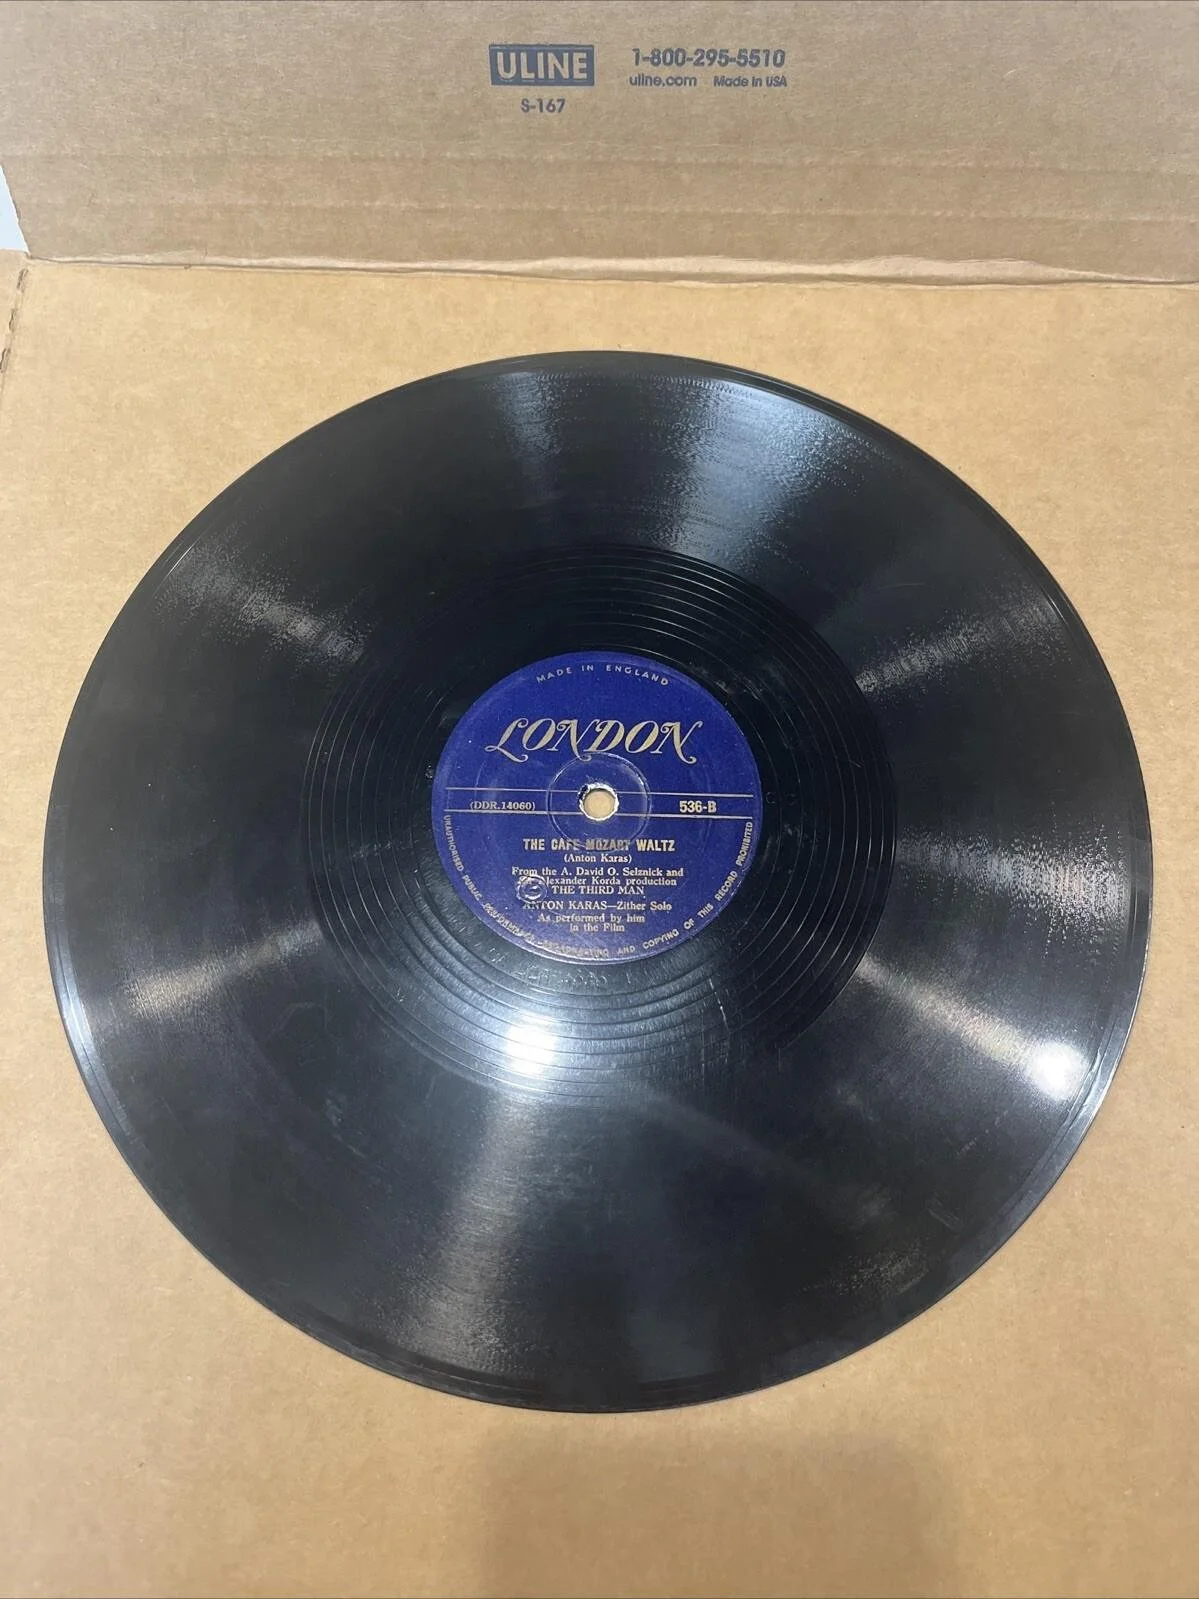 ULINE 1-800-295-5510
uline.com Made in USA
S-167
MADE IN ENGLAND
LONDON
(DDR.14060) 536-B
THE CAFE MOZART WALTZ
(Anton Karas)
From the A. David O. Selznick and
Alexander Korda production
THE THIRD MAN
ANTON KARAS—Zither Solo
As performed by him
in the Film
UNAUTHORISED PUBLIC PERFORMANCE, BROADCASTING AND COPYING OF THIS RECORD PROHIBITED